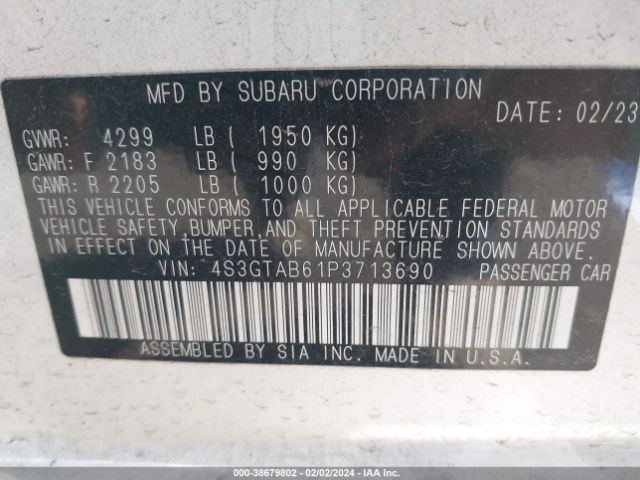 MFD BY SUBARU CORPORATION
DATE: 02/23
GVWR: 4299 LB ( 1950 KG)
GAWR: F 2183 LB ( 990 KG)
GAWR: R 2205 LB ( 1000 KG)
THIS VEHICLE CONFORMS TO ALL APPLICABLE FEDERAL MOTOR
VEHICLE SAFETY, BUMPER, AND THEFT PREVENTION STANDARDS
IN EFFECT ON THE DATE OF MANUFACTURE SHOWN ABOVE.
VIN: 4S3GTAB61P3713690 PASSENGER CAR
ASSEMBLED BY SIA INC. MADE IN U.S.A.
000-38679802 - 02/02/2024 - IAA Inc.